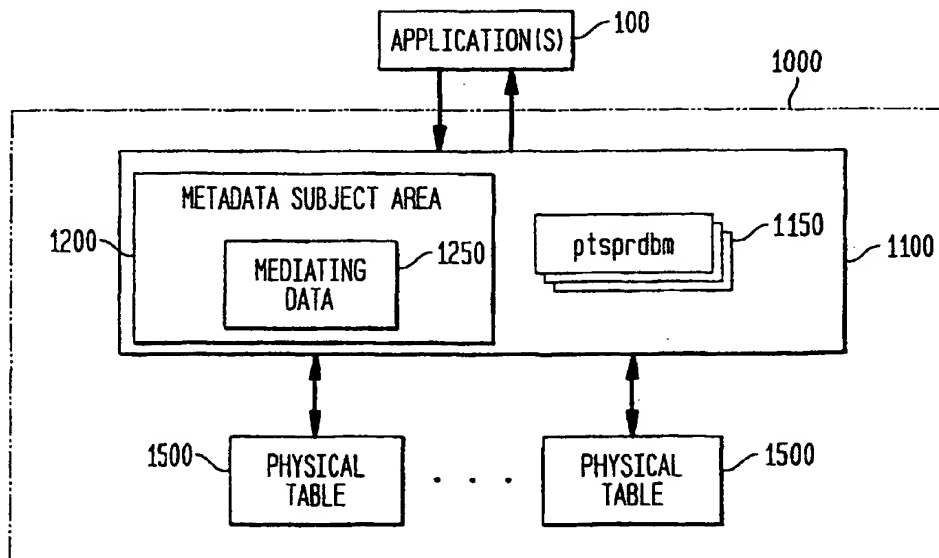 APPLICATION(S)
100
1000
METADATA SUBJECT AREA
1200
MEDIATING
DATA
1250
ptsprdbm
1150
1100
1500
PHYSICAL
TABLE
. . .
PHYSICAL
TABLE
1500